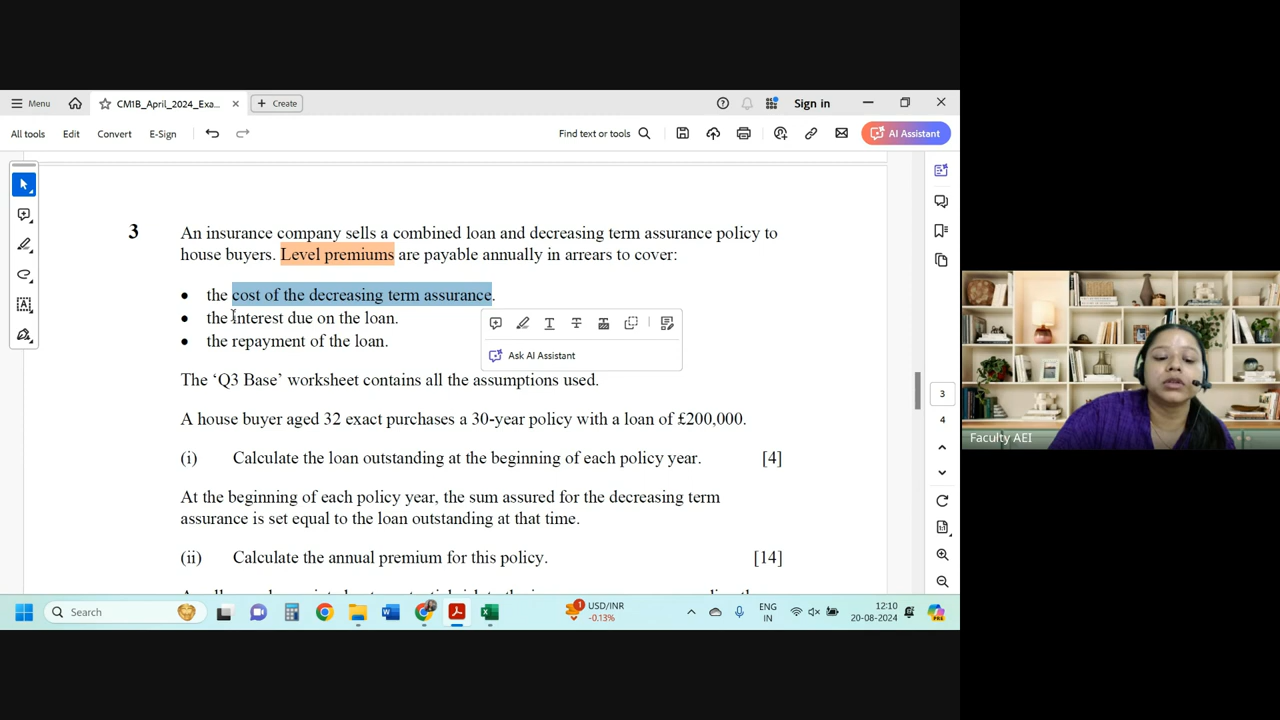 Menu
CM1B_April_2024_Exa...
Create
Sign in
All tools
Edit
Convert
E-Sign
Find text or tools
AI Assistant
3
An insurance company sells a combined loan and decreasing term assurance policy to
house buyers. Level premiums are payable annually in arrears to cover:
• the cost of the decreasing term assurance.
• the interest due on the loan.
• the repayment of the loan.
Ask AI Assistant
The ‘Q3 Base’ worksheet contains all the assumptions used.
A house buyer aged 32 exact purchases a 30-year policy with a loan of £200,000.
(i) Calculate the loan outstanding at the beginning of each policy year. [4]
At the beginning of each policy year, the sum assured for the decreasing term
assurance is set equal to the loan outstanding at that time.
(ii) Calculate the annual premium for this policy. [14]
3
4
Faculty AEI
Search
1
USD/INR
-0.13%
ENG
IN
12:10
20-08-2024